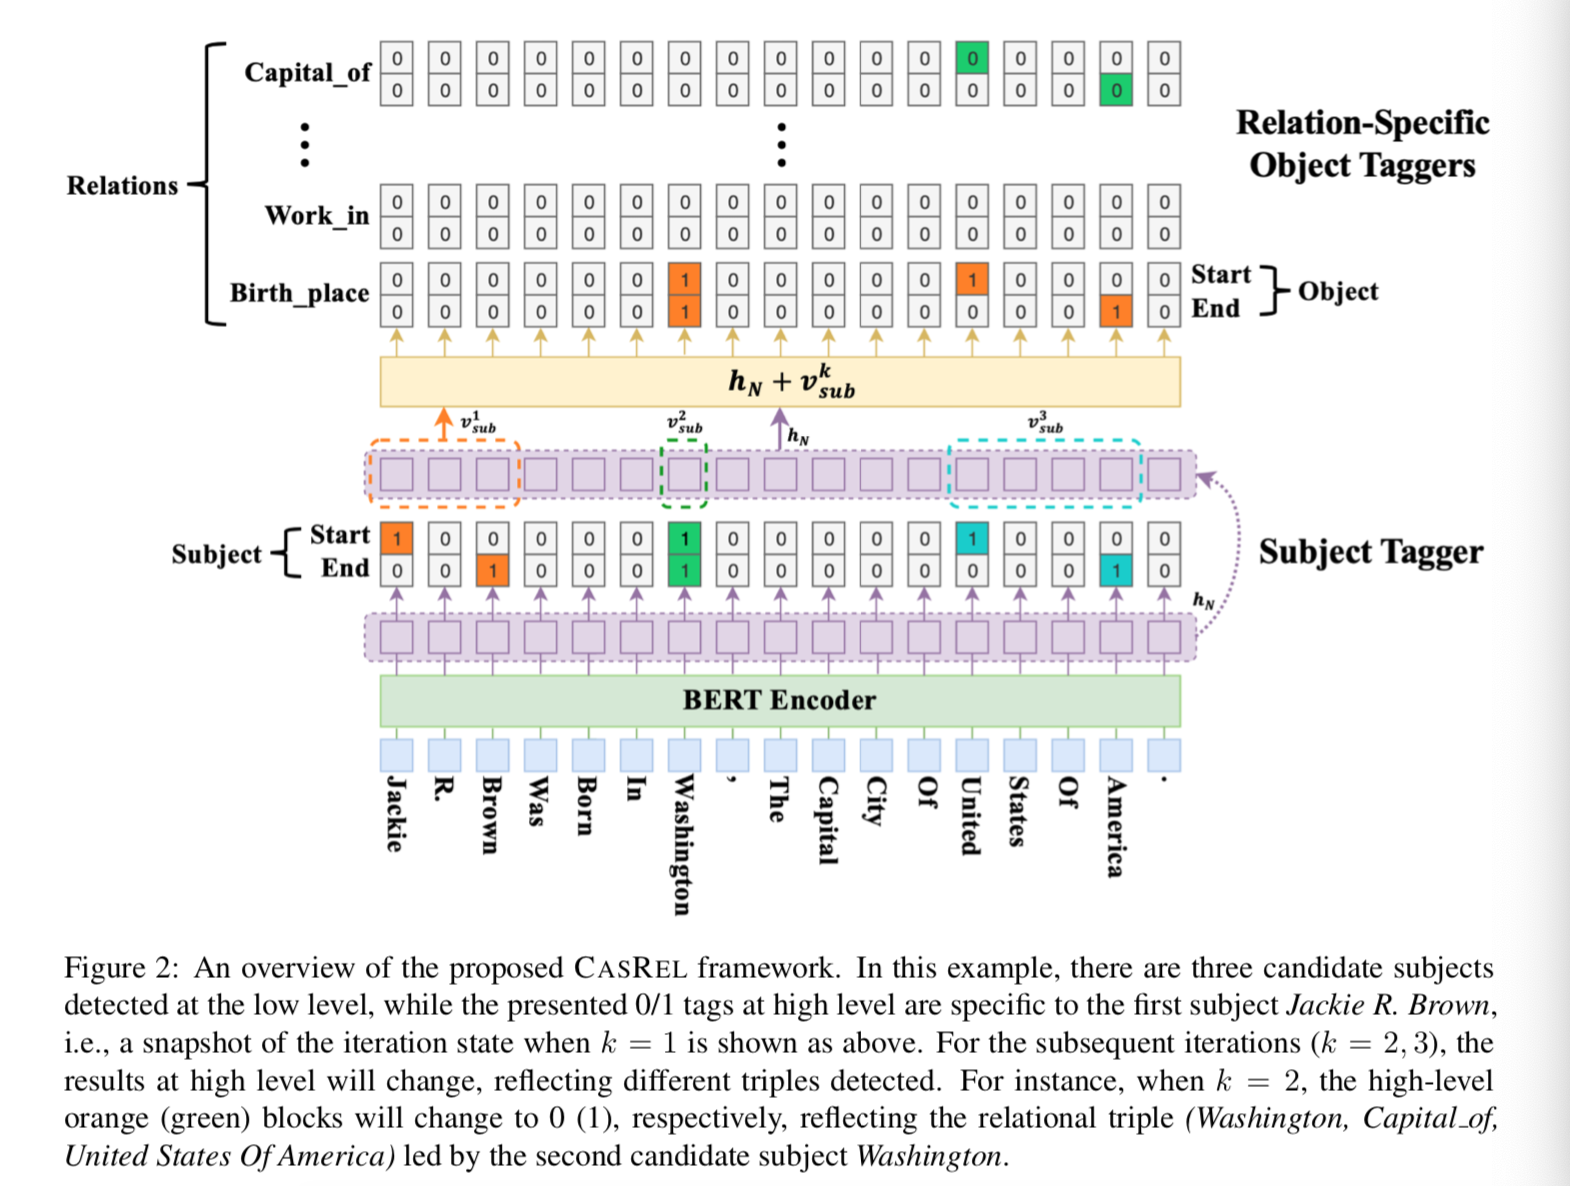 Capital_of
0 0 0 0 0 0 0 0 0 0 0 0 0 0 0 0 0
0 0 0 0 0 0 0 0 0 0 0 0 0 0 0 0 0
Relation-Specific
Object Taggers
Relations
Work_in
0 0 0 0 0 0 0 0 0 0 0 0 0 0 0 0 0
0 0 0 0 0 0 0 0 0 0 0 0 0 0 0 0 0
Birth_place
0 0 0 0 0 0 1 0 0 0 0 0 1 0 0 0 0
0 0 0 0 0 0 1 0 0 0 0 0 0 0 0 1 0
Start
End
Object
h_N + v^k_sub
v^1_sub
v^2_sub
h_N
v^3_sub
Subject
Start
1 0 0 0 0 0 1 0 0 0 0 0 1 0 0 0 0
End
0 0 1 0 0 0 1 0 0 0 0 0 0 0 0 1 0
Subject Tagger
h_N
BERT Encoder
Jackie
R.
Brown
Was
Born
In
Washington
,
The
Capital
City
Of
United
States
Of
America
.
Figure 2: An overview of the proposed CASREL framework. In this example, there are three candidate subjects
detected at the low level, while the presented 0/1 tags at high level are specific to the first subject Jackie R. Brown,
i.e., a snapshot of the iteration state when k = 1 is shown as above. For the subsequent iterations (k = 2, 3), the
results at high level will change, reflecting different triples detected. For instance, when k = 2, the high-level
orange (green) blocks will change to 0 (1), respectively, reflecting the relational triple (Washington, Capital_of,
United States Of America) led by the second candidate subject Washington.